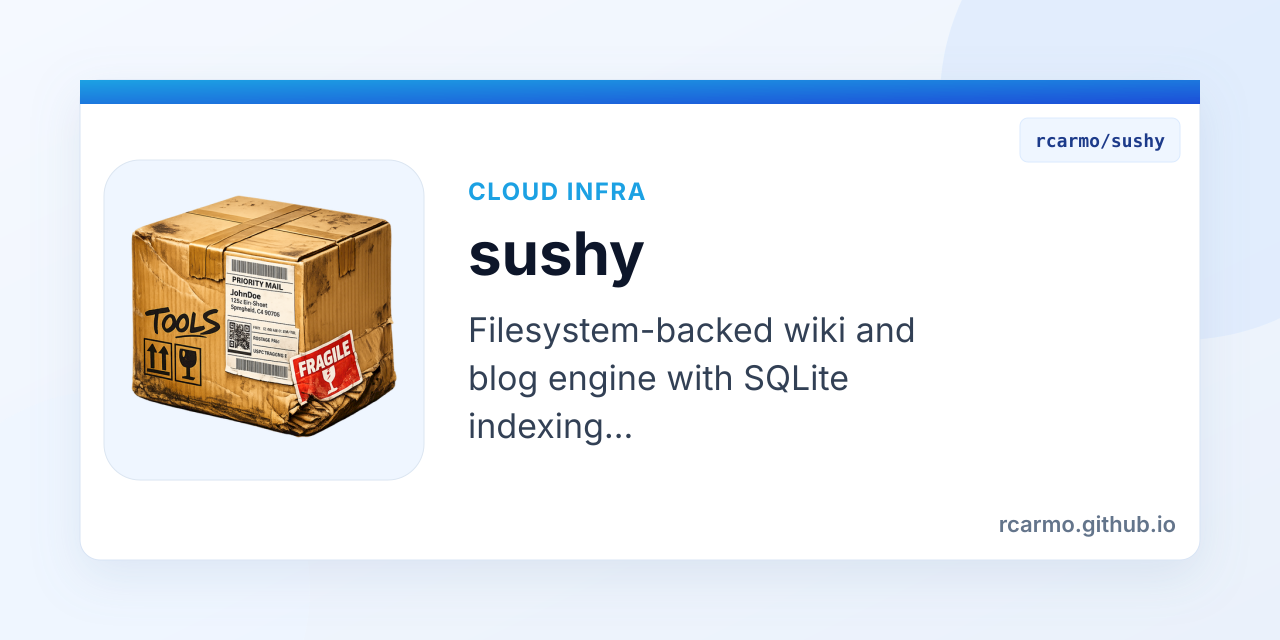 rcarmo/sushy
CLOUD INFRA
sushy
Filesystem-backed wiki and
blog engine with SQLite
indexing...
PRIORITY MAIL
JohnDoe
TOOLS
FRAGILE
rcarmo.github.io